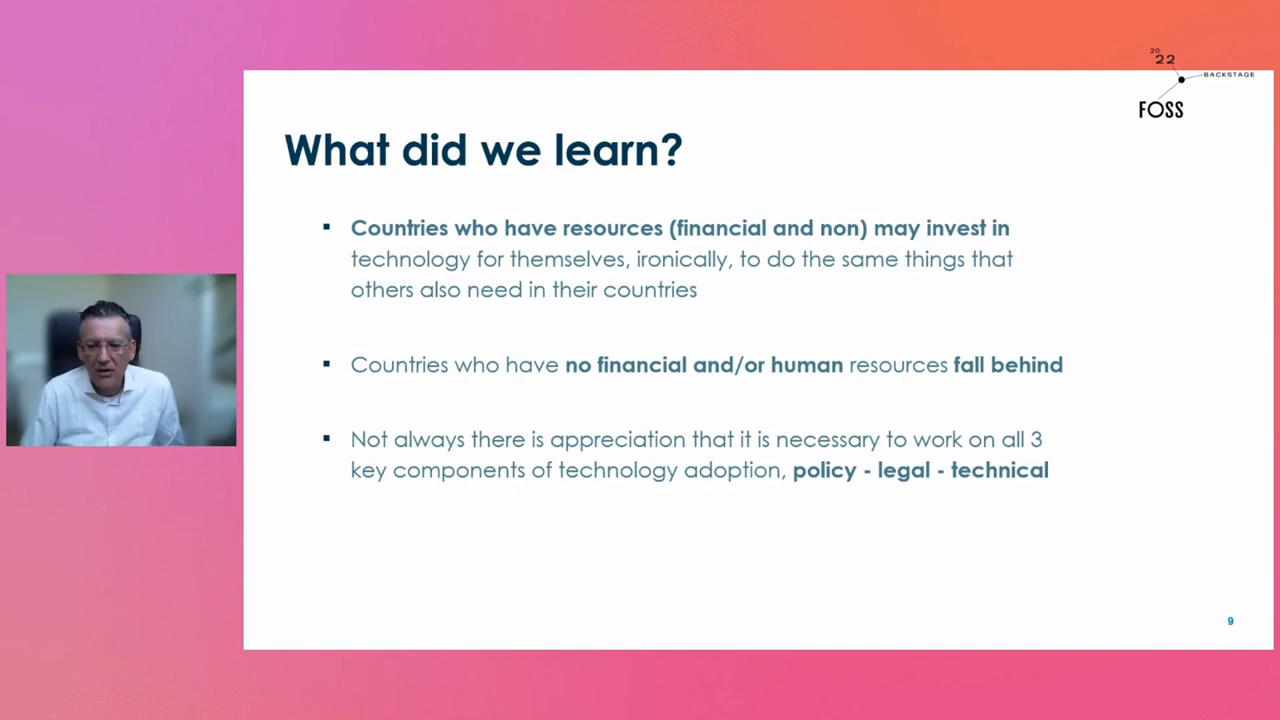 20
22
BACKSTAGE
FOSS
What did we learn?
▪ Countries who have resources (financial and non) may invest in
technology for themselves, ironically, to do the same things that
others also need in their countries
▪ Countries who have no financial and/or human resources fall behind
▪ Not always there is appreciation that it is necessary to work on all 3
key components of technology adoption, policy - legal - technical
9